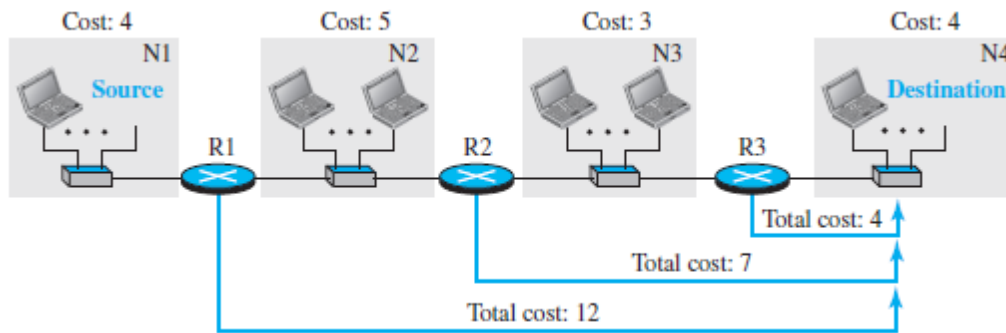 Cost: 4 Cost: 5 Cost: 3 Cost: 4
N1 N2 N3 N4
Source Destination
R1 R2 R3
Total cost: 4
Total cost: 7
Total cost: 12